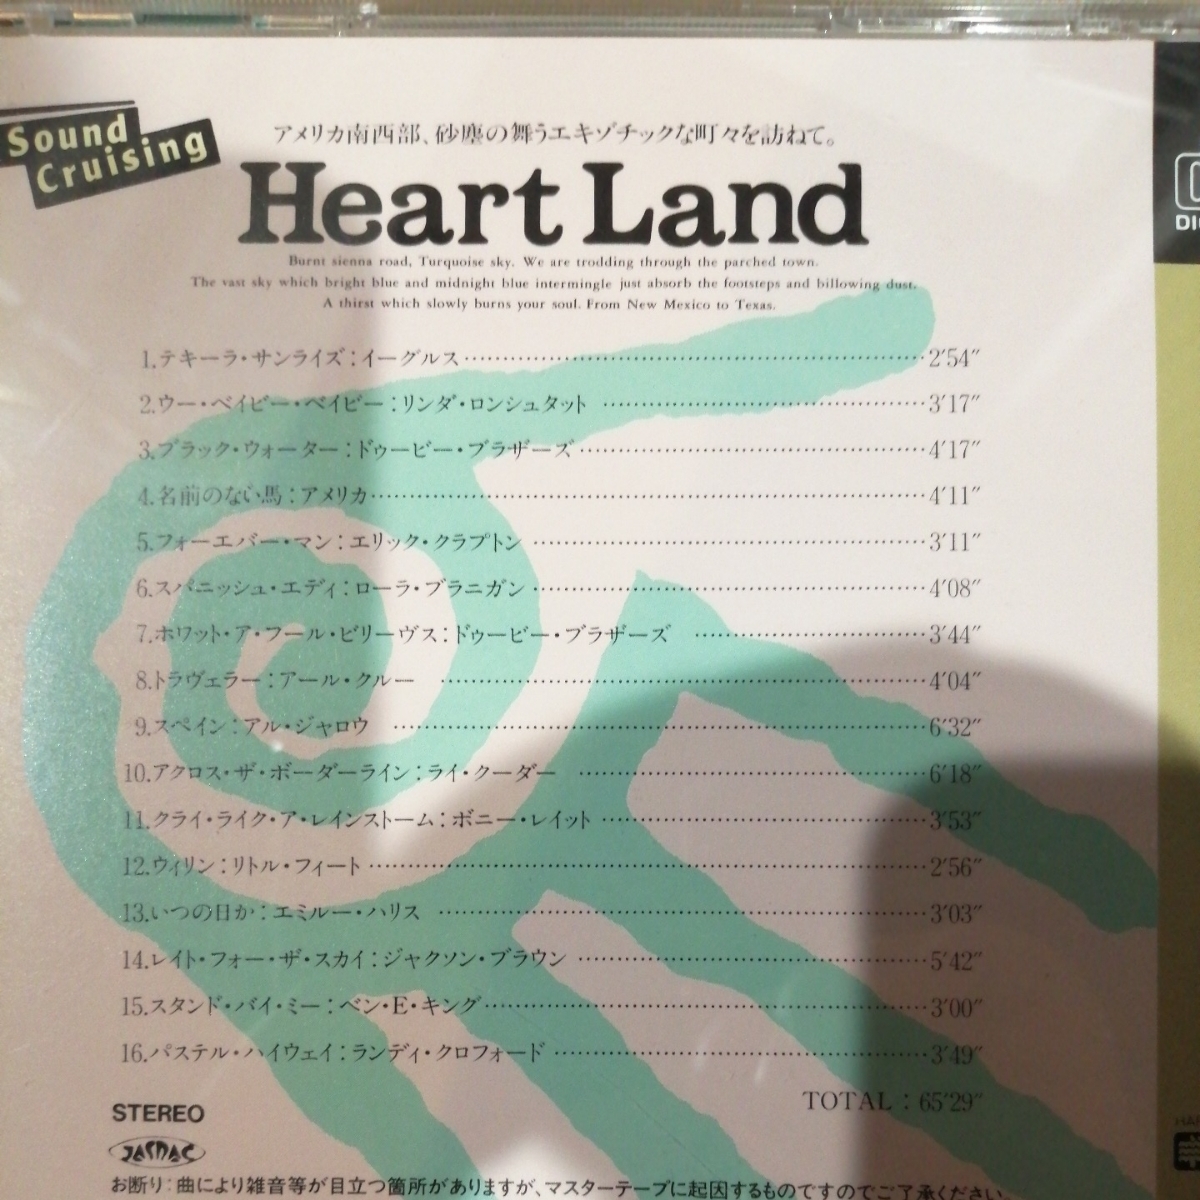 Sound
Cruising
アメリカ南西部、砂塵の舞うエキゾチックな町々を訪ねて。
Heart Land
Burnt sienna road, Turquoise sky. We are trodding through the parched town.
The vast sky which bright blue and midnight blue intermingle just absorb the footsteps and billowing dust.
A thirst which slowly burns your soul. From New Mexico to Texas.
1.テキーラ・サンライズ：イーグルス 2'54"
2.ウー・ベイビー・ベイビー：リンダ・ロンシュタット 3'17"
3.ブラック・ウォーター：ドゥービー・ブラザーズ 4'17"
4.名前のない馬：アメリカ 4'11"
5.フォーエバー・マン：エリック・クラプトン 3'11"
6.スパニッシュ・エディ：ローラ・ブラニガン 4'08"
7.ホワット・ア・フール・ビリーヴス：ドゥービー・ブラザーズ 3'44"
8.トラヴェラー：アール・クルー 4'04"
9.スペイン：アル・ジャロウ 6'32"
10.アクロス・ザ・ボーダーライン：ライ・クーダー 6'18"
11.クライ・ライク・ア・レインストーム：ボニー・レイット 3'53"
12.ウィリン：リトル・フィート 2'56"
13.いつの日か：エミルー・ハリス 3'03"
14.レイト・フォー・ザ・スカイ：ジャクソン・ブラウン 5'42"
15.スタンド・バイ・ミー：ベン・E・キング 3'00"
16.パステル・ハイウェイ：ランディ・クロフォード 3'49"
TOTAL：65'29"
STEREO
JASRAC
お断り：曲により雑音等が目立つ箇所がありますが、マスターテープに起因するものですのでご了承ください。